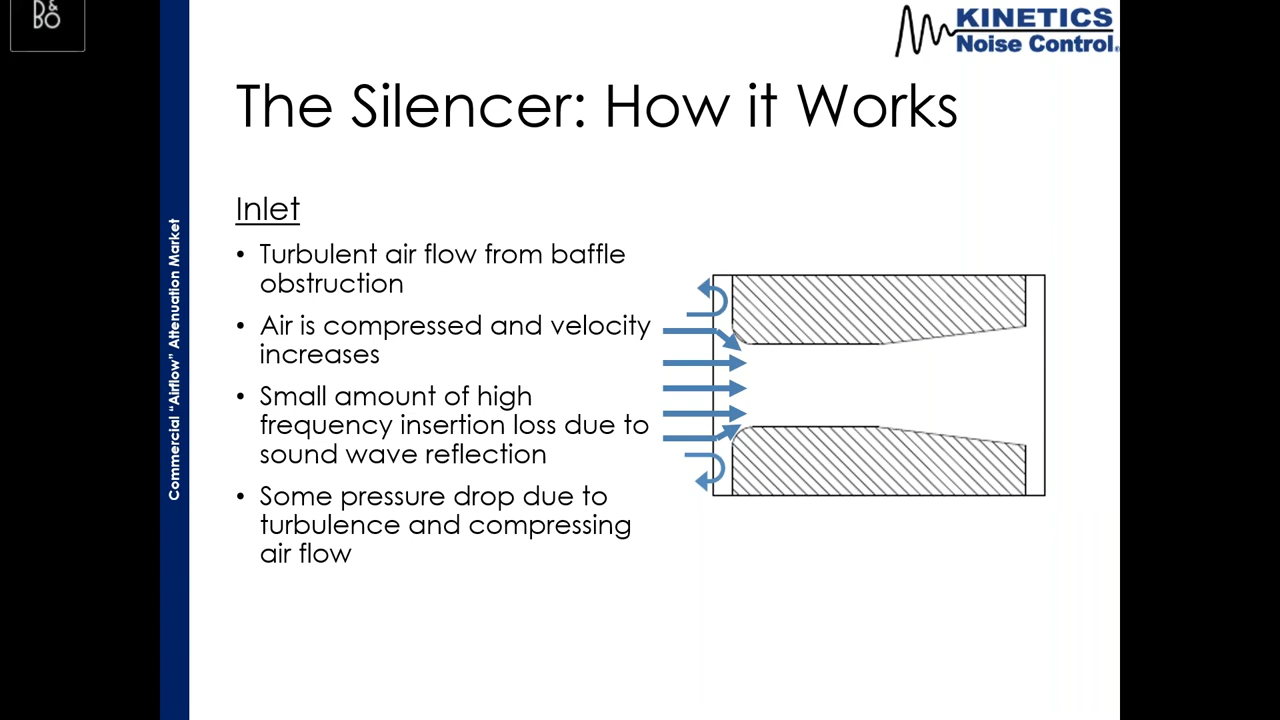 B&
BO
KINETICS
Noise Control.
The Silencer: How it Works
Commercial "Airflow" Attenuation Market
Inlet
• Turbulent air flow from baffle
obstruction
• Air is compressed and velocity
increases
• Small amount of high
frequency insertion loss due to
sound wave reflection
• Some pressure drop due to
turbulence and compressing
air flow